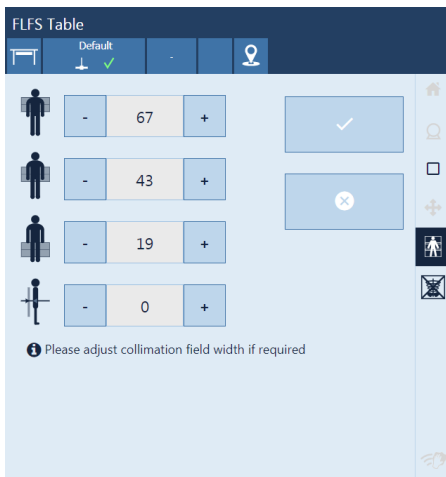 FLFS Table
Default
-
- 67 +
- 43 +
- 19 +
- 0 +
Please adjust collimation field width if required